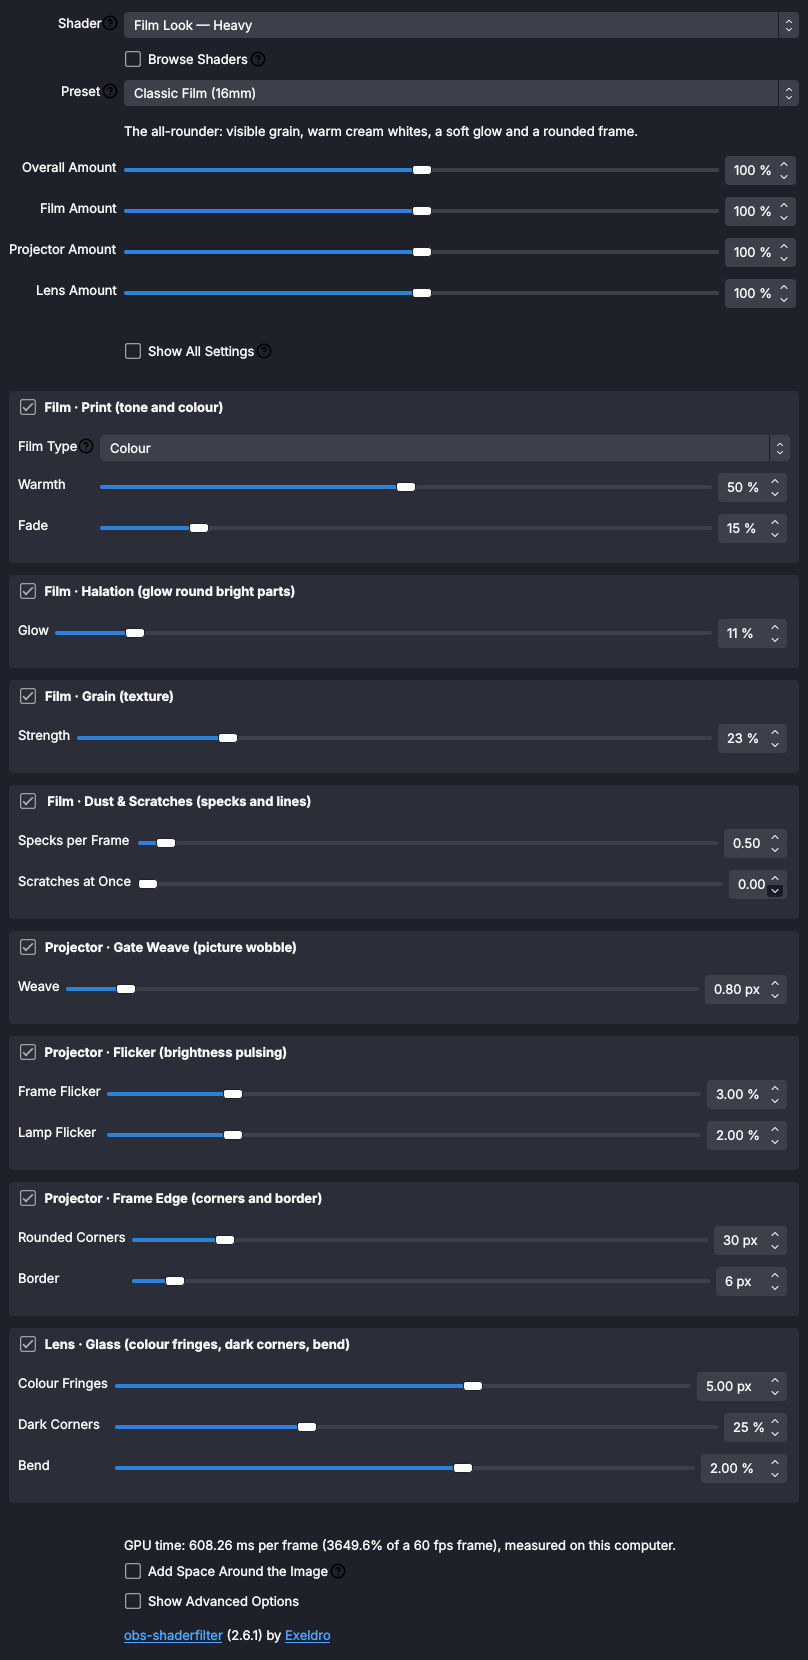 Shader
Film Look — Heavy
Browse Shaders
Preset
Classic Film (16mm)
The all-rounder: visible grain, warm cream whites, a soft glow and a rounded frame.
Overall Amount 100 %
Film Amount 100 %
Projector Amount 100 %
Lens Amount 100 %
Show All Settings
Film · Print (tone and colour)
Film Type Colour
Warmth 50 %
Fade 15 %
Film · Halation (glow round bright parts)
Glow 11 %
Film · Grain (texture)
Strength 23 %
Film · Dust & Scratches (specks and lines)
Specks per Frame 0.50
Scratches at Once 0.00
Projector · Gate Weave (picture wobble)
Weave 0.80 px
Projector · Flicker (brightness pulsing)
Frame Flicker 3.00 %
Lamp Flicker 2.00 %
Projector · Frame Edge (corners and border)
Rounded Corners 30 px
Border 6 px
Lens · Glass (colour fringes, dark corners, bend)
Colour Fringes 5.00 px
Dark Corners 25 %
Bend 2.00 %
GPU time: 608.26 ms per frame (3649.6% of a 60 fps frame), measured on this computer.
Add Space Around the Image
Show Advanced Options
obs-shaderfilter (2.6.1) by Exeldro